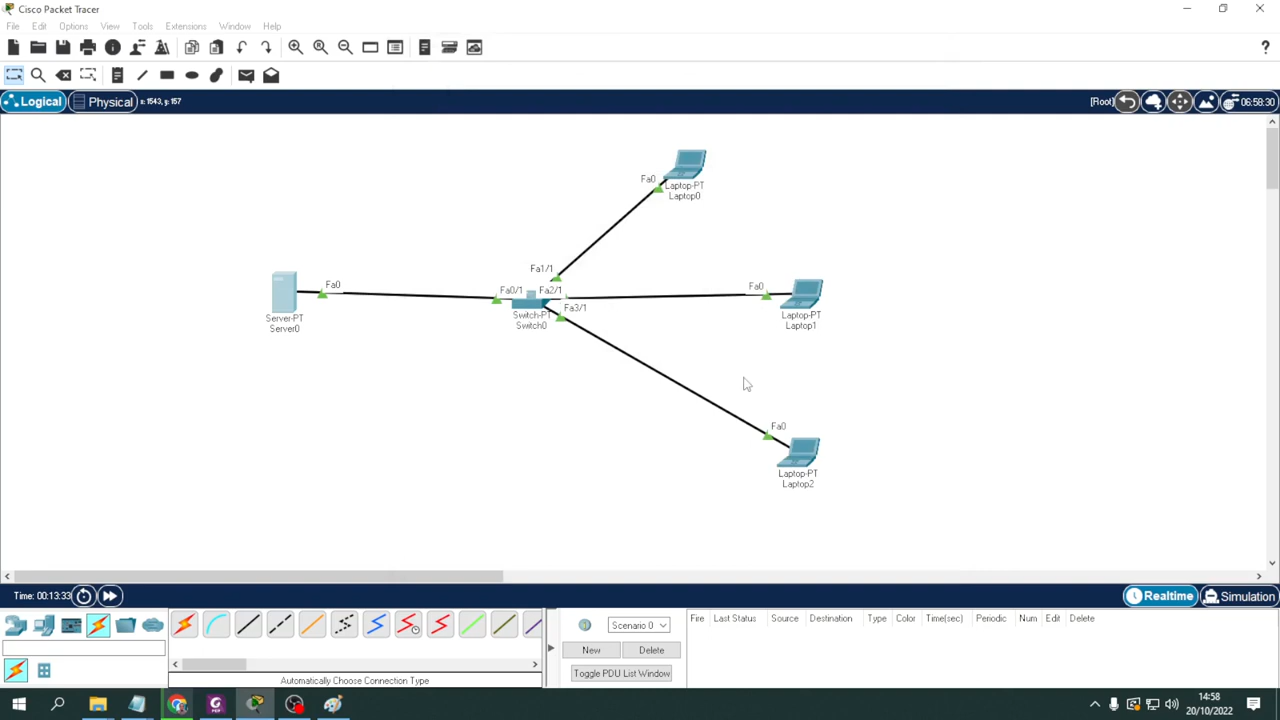 Cisco Packet Tracer
File Edit Options View Tools Extensions Window Help
?
Logical Physical x: 1543, y: 157 [Root] 06:58:30
Fa0
Laptop-PT
Laptop0
Fa1/1
Fa0
Server-PT
Server0
Fa0/1 Fa2/1
Fa3/1
Switch-PT
Switch0
Fa0
Laptop-PT
Laptop1
Fa0
Laptop-PT
Laptop2
Time: 00:13:33 Realtime Simulation
Scenario 0
New Delete
Toggle PDU List Window
Fire Last Status Source Destination Type Color Time(sec) Periodic Num Edit Delete
Automatically Choose Connection Type
14:58
20/10/2022